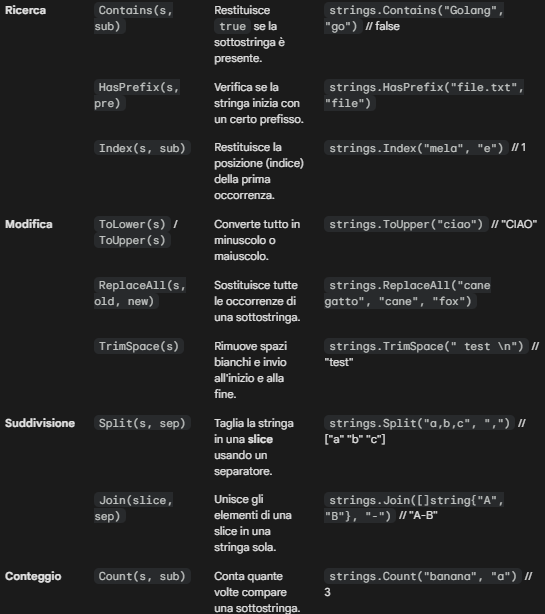 Ricerca Contains(s, Restituisce strings.Contains("Golang",
sub) true se la "go") // false
sottostringa è
presente.
HasPrefix(s, Verifica se la strings.HasPrefix("file.txt",
pre) stringa inizia con "file")
un certo prefisso.
Index(s, sub) Restituisce la strings.Index("mela", "e") // 1
posizione (indice)
della prima
occorrenza.
Modifica ToLower(s) / Converte tutto in strings.ToUpper("ciao") // "CIAO"
ToUpper(s) minuscolo o
maiuscolo.
ReplaceAll(s, Sostituisce tutte strings.ReplaceAll("cane
old, new) le occorrenze di gatto", "cane", "fox")
una sottostringa.
TrimSpace(s) Rimuove spazi strings.TrimSpace(" test \n") //
bianchi e invio "test"
all'inizio e alla
fine.
Suddivisione Split(s, sep) Taglia la stringa strings.Split("a,b,c", ",") //
in una slice ["a" "b" "c"]
usando un
separatore.
Join(slice, Unisce gli strings.Join([]string{"A",
sep) elementi di una "B"}, "-") // "A-B"
slice in una
stringa sola.
Conteggio Count(s, sub) Conta quante strings.Count("banana", "a") //
volte compare 3
una sottostringa.